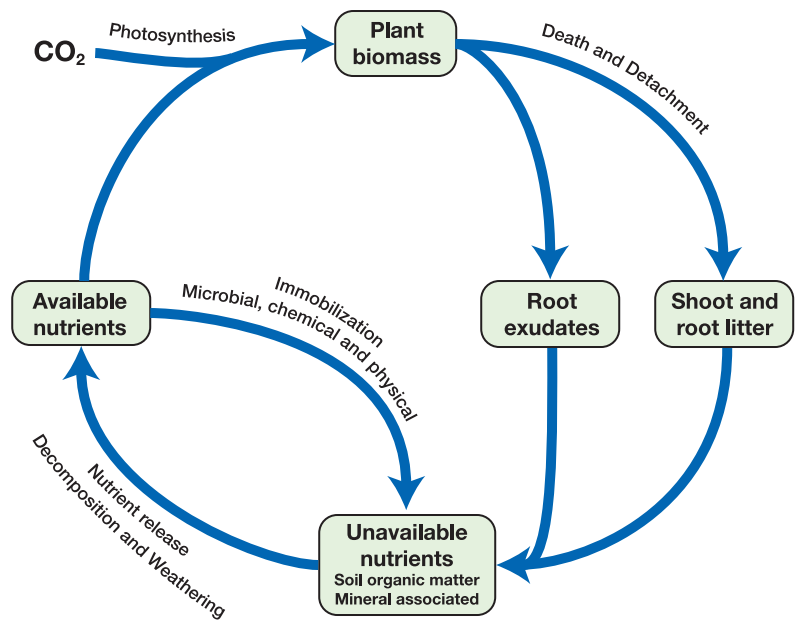 Photosynthesis
CO₂
Plant
biomass
Death and Detachment
Available
nutrients
Immobilization
Microbial, chemical and physical
Root
exudates
Shoot and
root litter
Nutrient release
Decomposition and Weathering
Unavailable
nutrients
Soil organic matter
Mineral associated